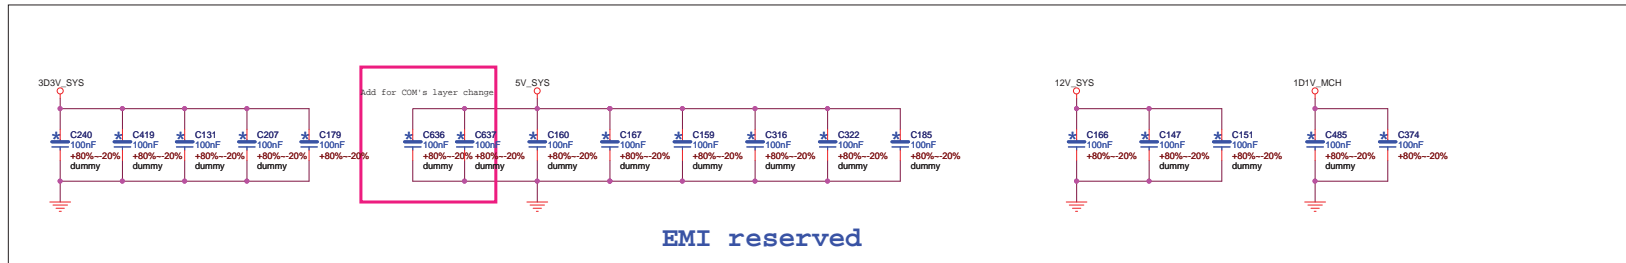 3D3V_SYS
C240
100nF
+80%~-20%
dummy
C419
100nF
+80%~-20%
dummy
C131
100nF
+80%~-20%
dummy
C207
100nF
+80%~-20%
dummy
C179
100nF
+80%~-20%
Add for COM's layer change
5V_SYS
C636
100nF
+80%~-20%
dummy
C637
100nF
+80%~-20%
dummy
C160
100nF
+80%~-20%
dummy
C167
100nF
+80%~-20%
dummy
C159
100nF
+80%~-20%
dummy
C316
100nF
+80%~-20%
dummy
C322
100nF
+80%~-20%
dummy
C185
100nF
+80%~-20%
dummy
12V_SYS
C166
100nF
+80%~-20%
dummy
C147
100nF
+80%~-20%
dummy
C151
100nF
+80%~-20%
dummy
1D1V_MCH
C485
100nF
+80%~-20%
dummy
C374
100nF
+80%~-20%
EMI reserved